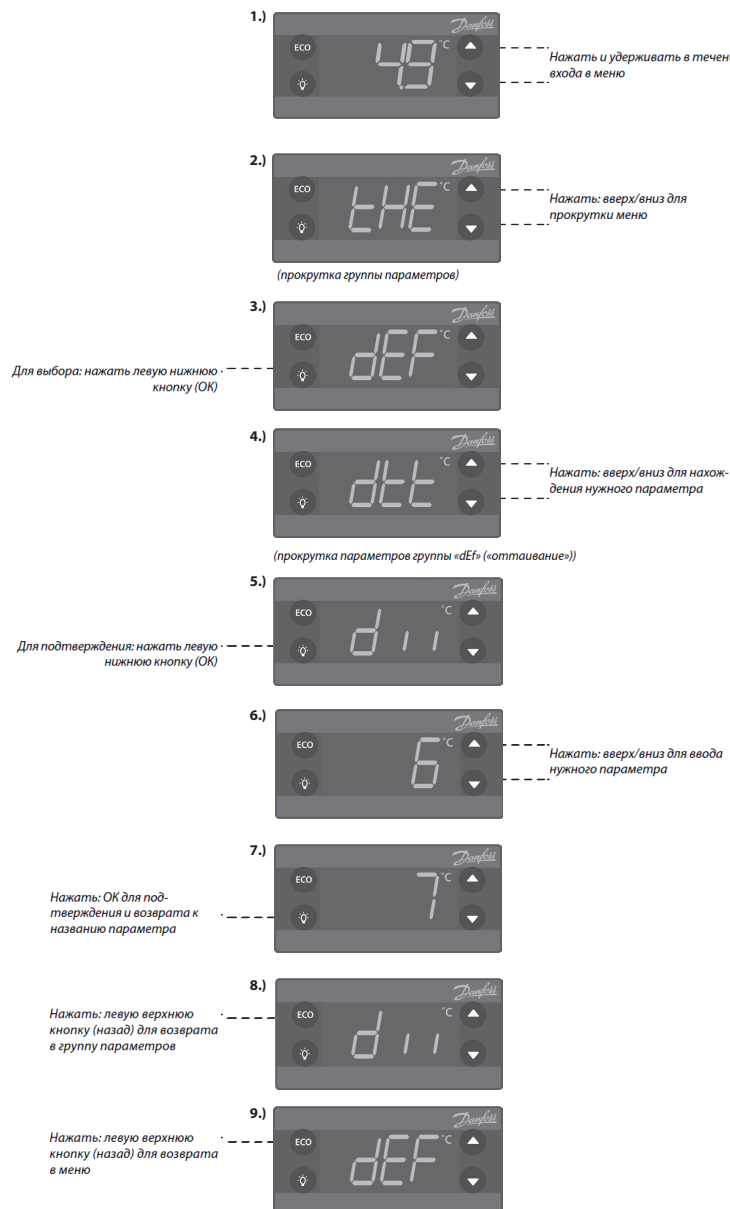 1.)
Danfoss
ECO
4.9
°C
Нажать и удерживать в
входа в меню
2.)
Danfoss
ECO
tHE
°C
Нажать: вверх/вниз для
прокрутки меню
(прокрутка группы параметров)
3.)
Danfoss
ECO
dEF
°C
Для выбора: нажать левую нижнюю
кнопку (OK)
4.)
Danfoss
ECO
dtt
°C
Нажать: вверх/вниз для нахож-
дения нужного параметра
(прокрутка параметров группы «dEf» («оттаивание»))
5.)
Danfoss
ECO
dii
°C
Для подтверждения: нажать левую
нижнюю кнопку (OK)
6.)
Danfoss
ECO
6
°C
Нажать: вверх/вниз для ввода
нужного параметра
7.)
Danfoss
ECO
7
°C
Нажать: OK для под-
тверждения и возврата к
названию параметра
8.)
Danfoss
ECO
dii
°C
Нажать: левую верхнюю
кнопку (назад) для возврата
в группу параметров
9.)
Danfoss
ECO
dEF
°C
Нажать: левую верхнюю
кнопку (назад) для возврата
в меню